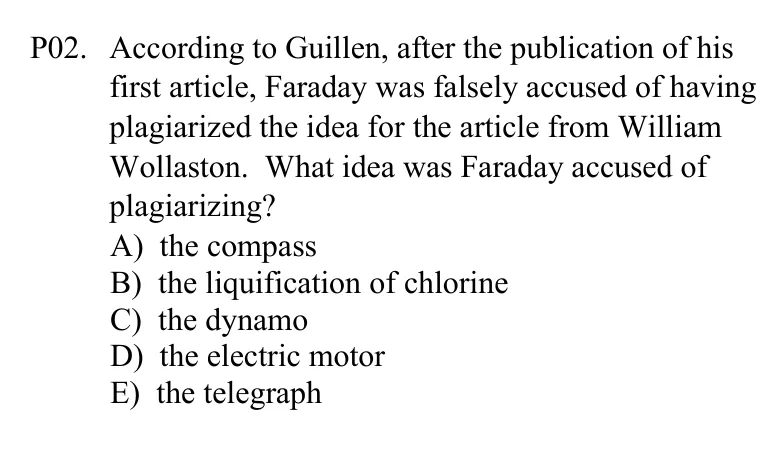 P02. According to Guillen, after the publication of his
first article, Faraday was falsely accused of having
plagiarized the idea for the article from William
Wollaston. What idea was Faraday accused of
plagiarizing?
A) the compass
B) the liquification of chlorine
C) the dynamo
D) the electric motor
E) the telegraph